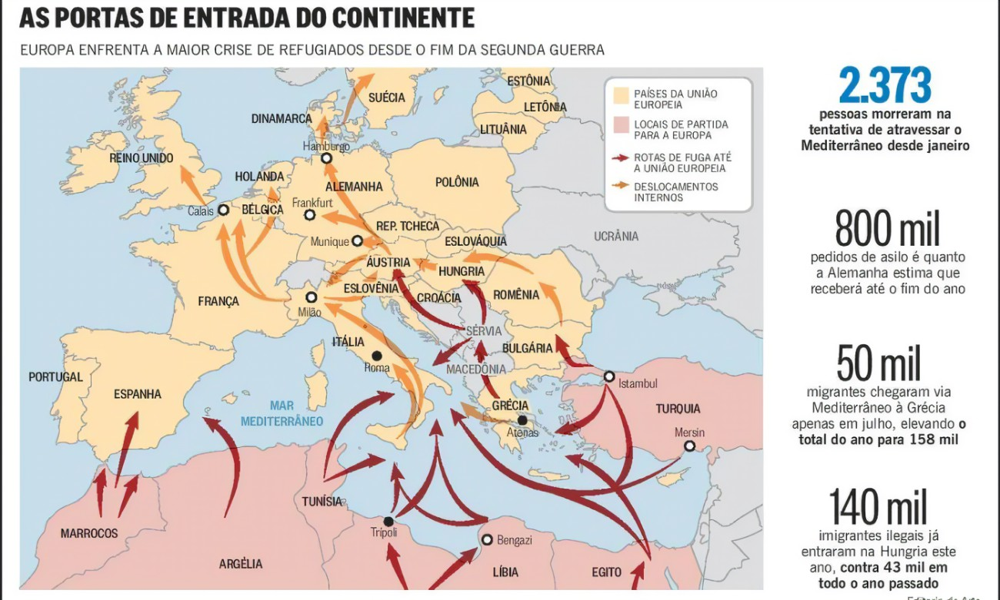 AS PORTAS DE ENTRADA DO CONTINENTE
EUROPA ENFRENTA A MAIOR CRISE DE REFUGIADOS DESDE O FIM DA SEGUNDA GUERRA
PAÍSES DA UNIÃO
EUROPEIA
LOCAIS DE PARTIDA
PARA A EUROPA
ROTAS DE FUGA ATÉ
A UNIÃO EUROPEIA
DESLOCAMENTOS
INTERNOS
ESTÔNIA
SUÉCIA
LETÔNIA
DINAMARCA
LITUÂNIA
Hamburgo
REINO UNIDO
HOLANDA
ALEMANHA
POLÔNIA
Calais
BÉLGICA
Frankfurt
REP. TCHECA
UCRÂNIA
Munique
ESLOVÁQUIA
ÁUSTRIA
HUNGRIA
ESLOVÊNIA
CROÁCIA
ROMÊNIA
FRANÇA
Milão
SÉRVIA
ITÁLIA
BULGÁRIA
Roma
MACEDÔNIA
PORTUGAL
Istambul
ESPANHA
MAR
MEDITERRÂNEO
GRÉCIA
TURQUIA
Atenas
Mersin
TUNÍSIA
MARROCOS
Trípoli
Bengazi
ARGÉLIA
LÍBIA
EGITO
2.373
pessoas morreram na
tentativa de atravessar o
Mediterrâneo desde janeiro
800 mil
pedidos de asilo é quanto
a Alemanha estima que
receberá até o fim do ano
50 mil
migrantes chegaram via
Mediterrâneo à Grécia
apenas em julho, elevando o
total do ano para 158 mil
140 mil
imigrantes ilegais já
entraram na Hungria este
ano, contra 43 mil em
todo o ano passado